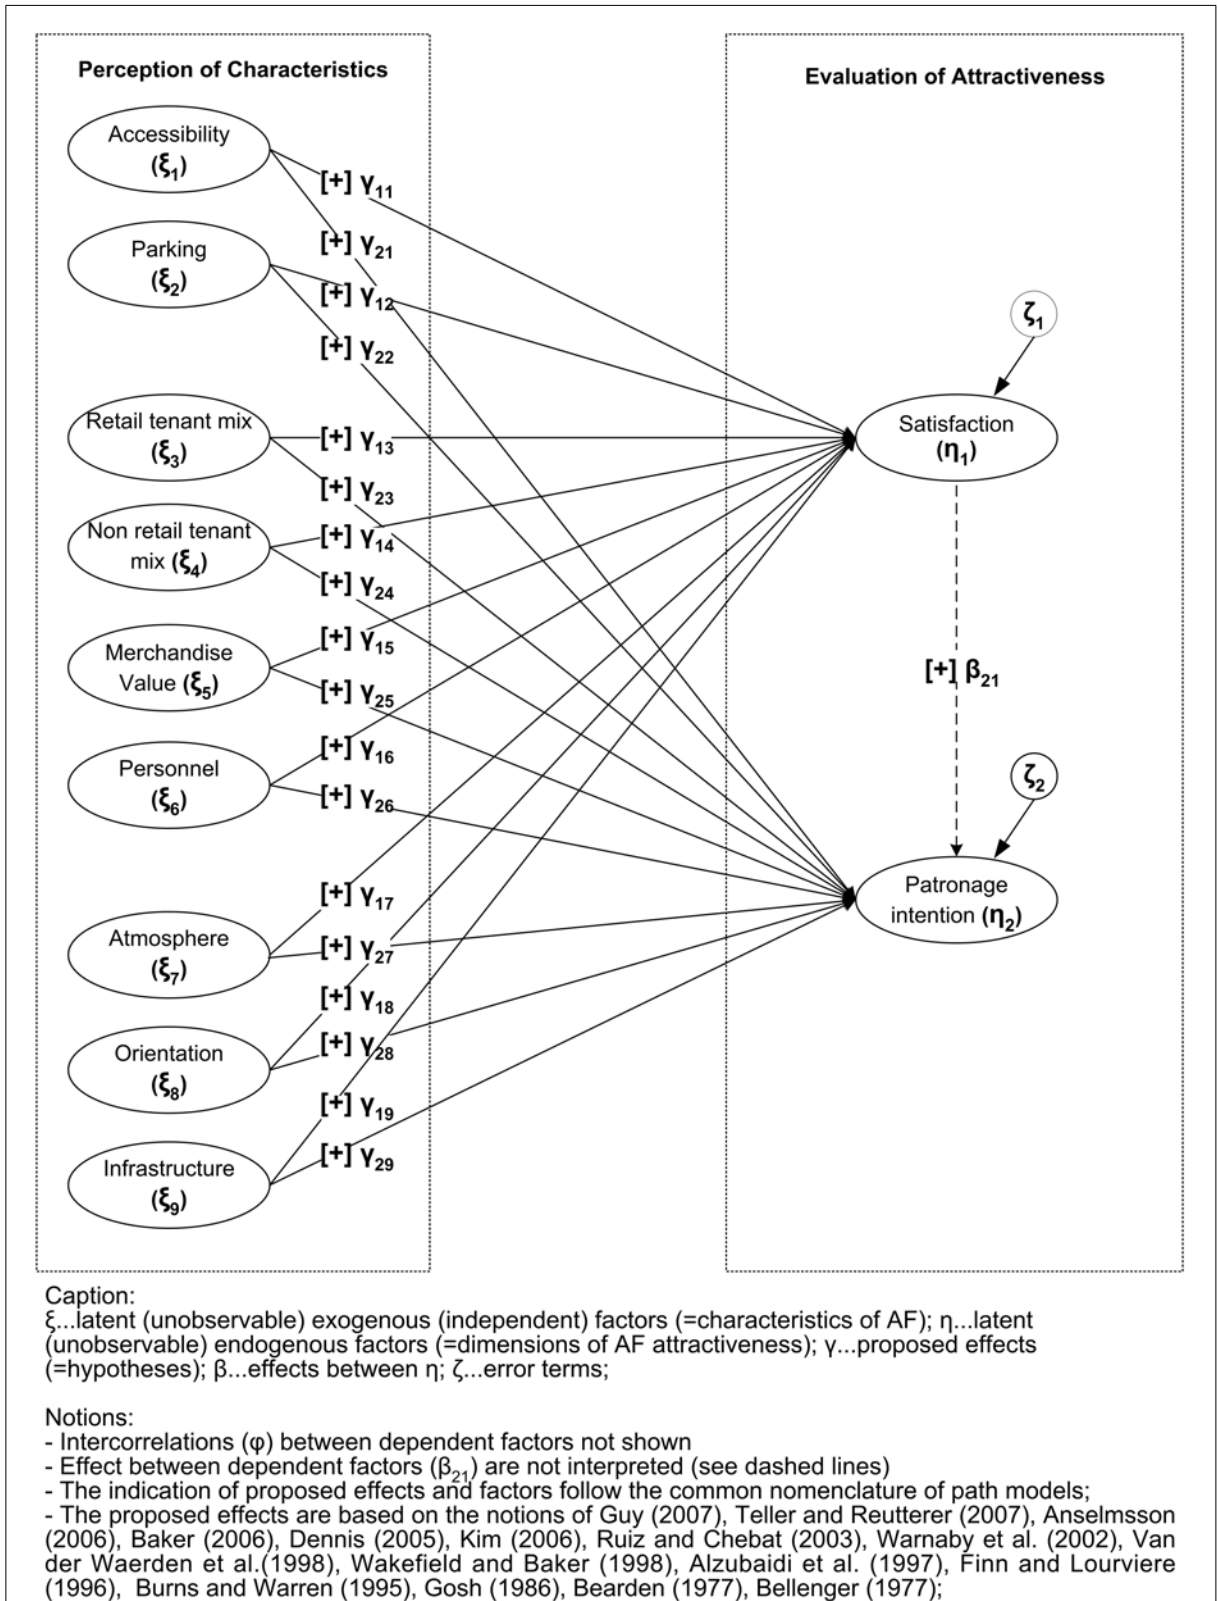 Perception of Characteristics
Evaluation of Attractiveness
Accessibility
(ξ₁)
[+] γ₁₁
[+] γ₂₁
Parking
(ξ₂)
[+] γ₁₂
[+] γ₂₂
ζ₁
Retail tenant mix
(ξ₃)
[+] γ₁₃
[+] γ₂₃
Satisfaction
(η₁)
Non retail tenant
mix (ξ₄)
[+] γ₁₄
[+] γ₂₄
Merchandise
Value (ξ₅)
[+] γ₁₅
[+] γ₂₅
[+] β₂₁
Personnel
(ξ₆)
[+] γ₁₆
[+] γ₂₆
ζ₂
Patronage
intention (η₂)
Atmosphere
(ξ₇)
[+] γ₁₇
[+] γ₂₇
Orientation
(ξ₈)
[+] γ₁₈
[+] γ₂₈
Infrastructure
(ξ₉)
[+] γ₁₉
[+] γ₂₉
Caption:
ξ...latent (unobservable) exogenous (independent) factors (=characteristics of AF); η...latent
(unobservable) endogenous factors (=dimensions of AF attractiveness); γ...proposed effects
(=hypotheses); β...effects between η; ζ...error terms;
Notions:
- Intercorrelations (φ) between dependent factors not shown
- Effect between dependent factors (β₂₁) are not interpreted (see dashed lines)
- The indication of proposed effects and factors follow the common nomenclature of path models;
- The proposed effects are based on the notions of Guy (2007), Teller and Reutterer (2007), Anselmsson
(2006), Baker (2006), Dennis (2005), Kim (2006), Ruiz and Chebat (2003), Warnaby et al. (2002), Van
der Waerden et al.(1998), Wakefield and Baker (1998), Alzubaidi et al. (1997), Finn and Lourviere
(1996), Burns and Warren (1995), Gosh (1986), Bearden (1977), Bellenger (1977);